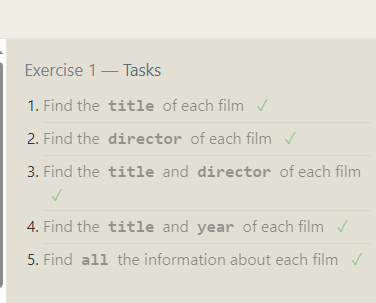 Exercise 1 — Tasks
1. Find the title of each film ✓
2. Find the director of each film ✓
3. Find the title and director of each film
✓
4. Find the title and year of each film ✓
5. Find all the information about each film ✓